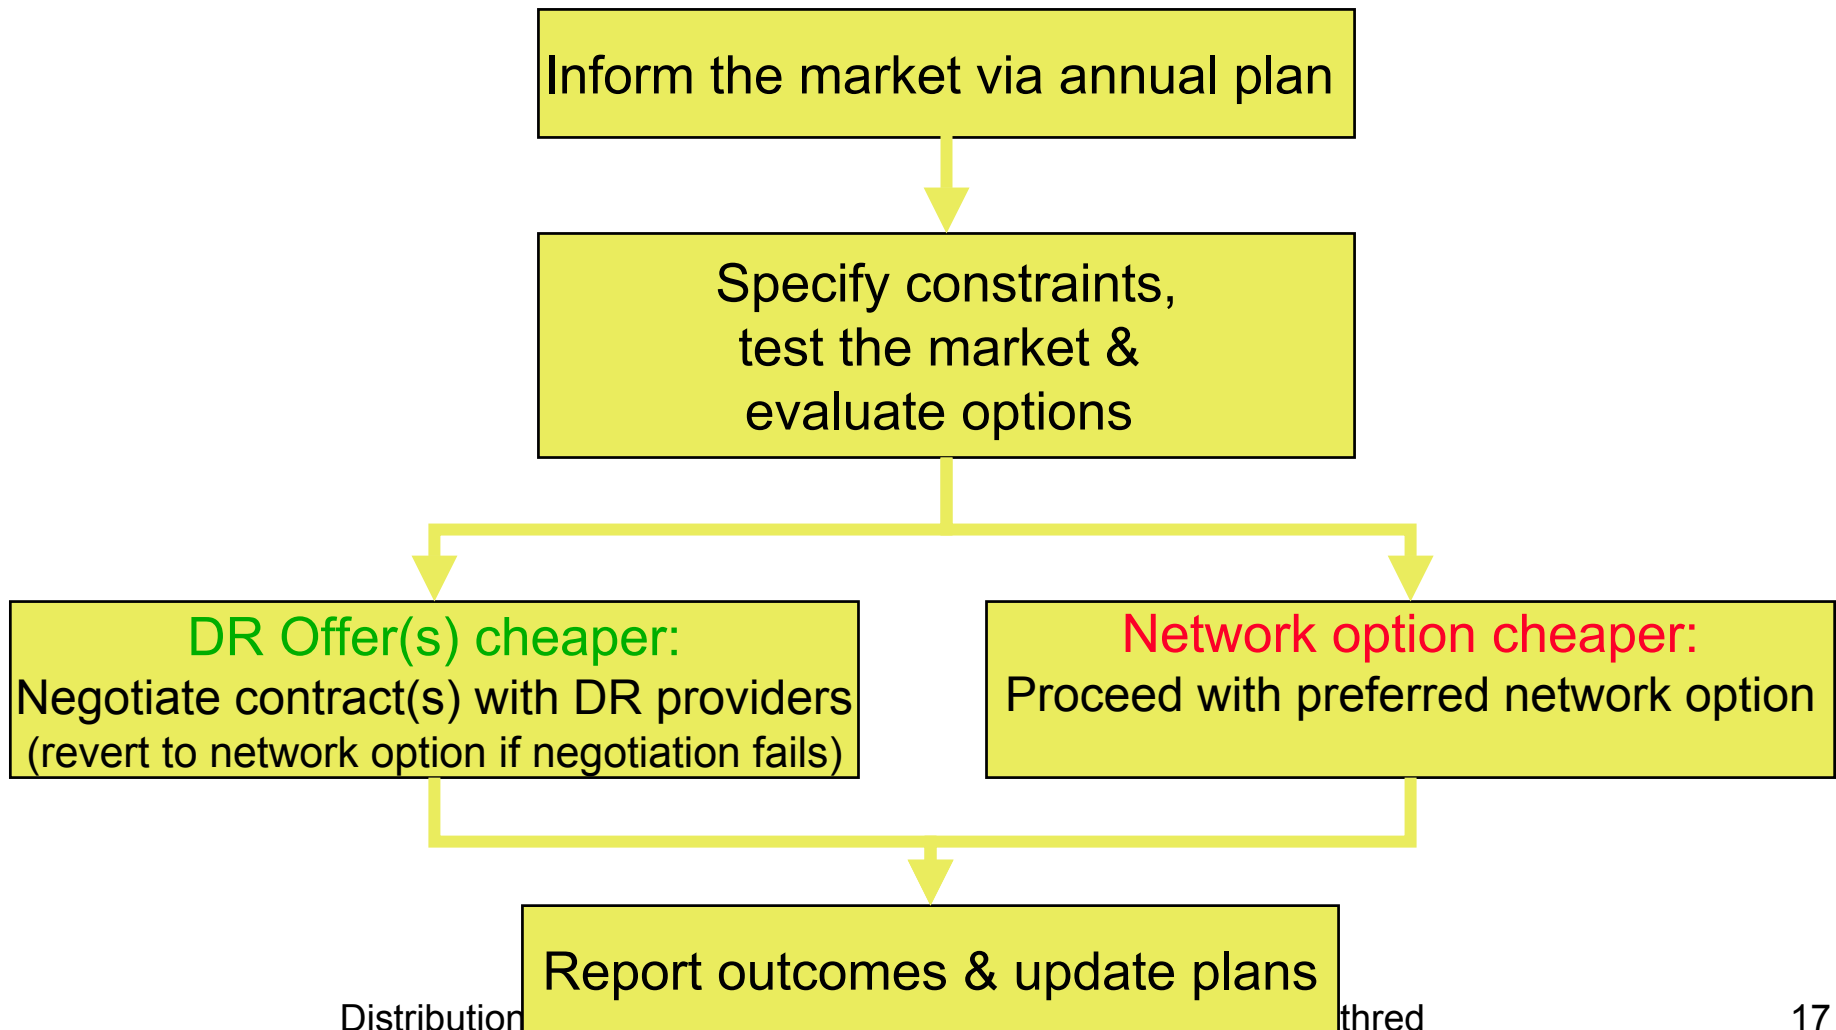 Inform the market via annual plan
Specify constraints,
test the market &
evaluate options
DR Offer(s) cheaper:
Negotiate contract(s) with DR providers
(revert to network option if negotiation fails)
Network option cheaper:
Proceed with preferred network option
Report outcomes & update plans
Distribution
17